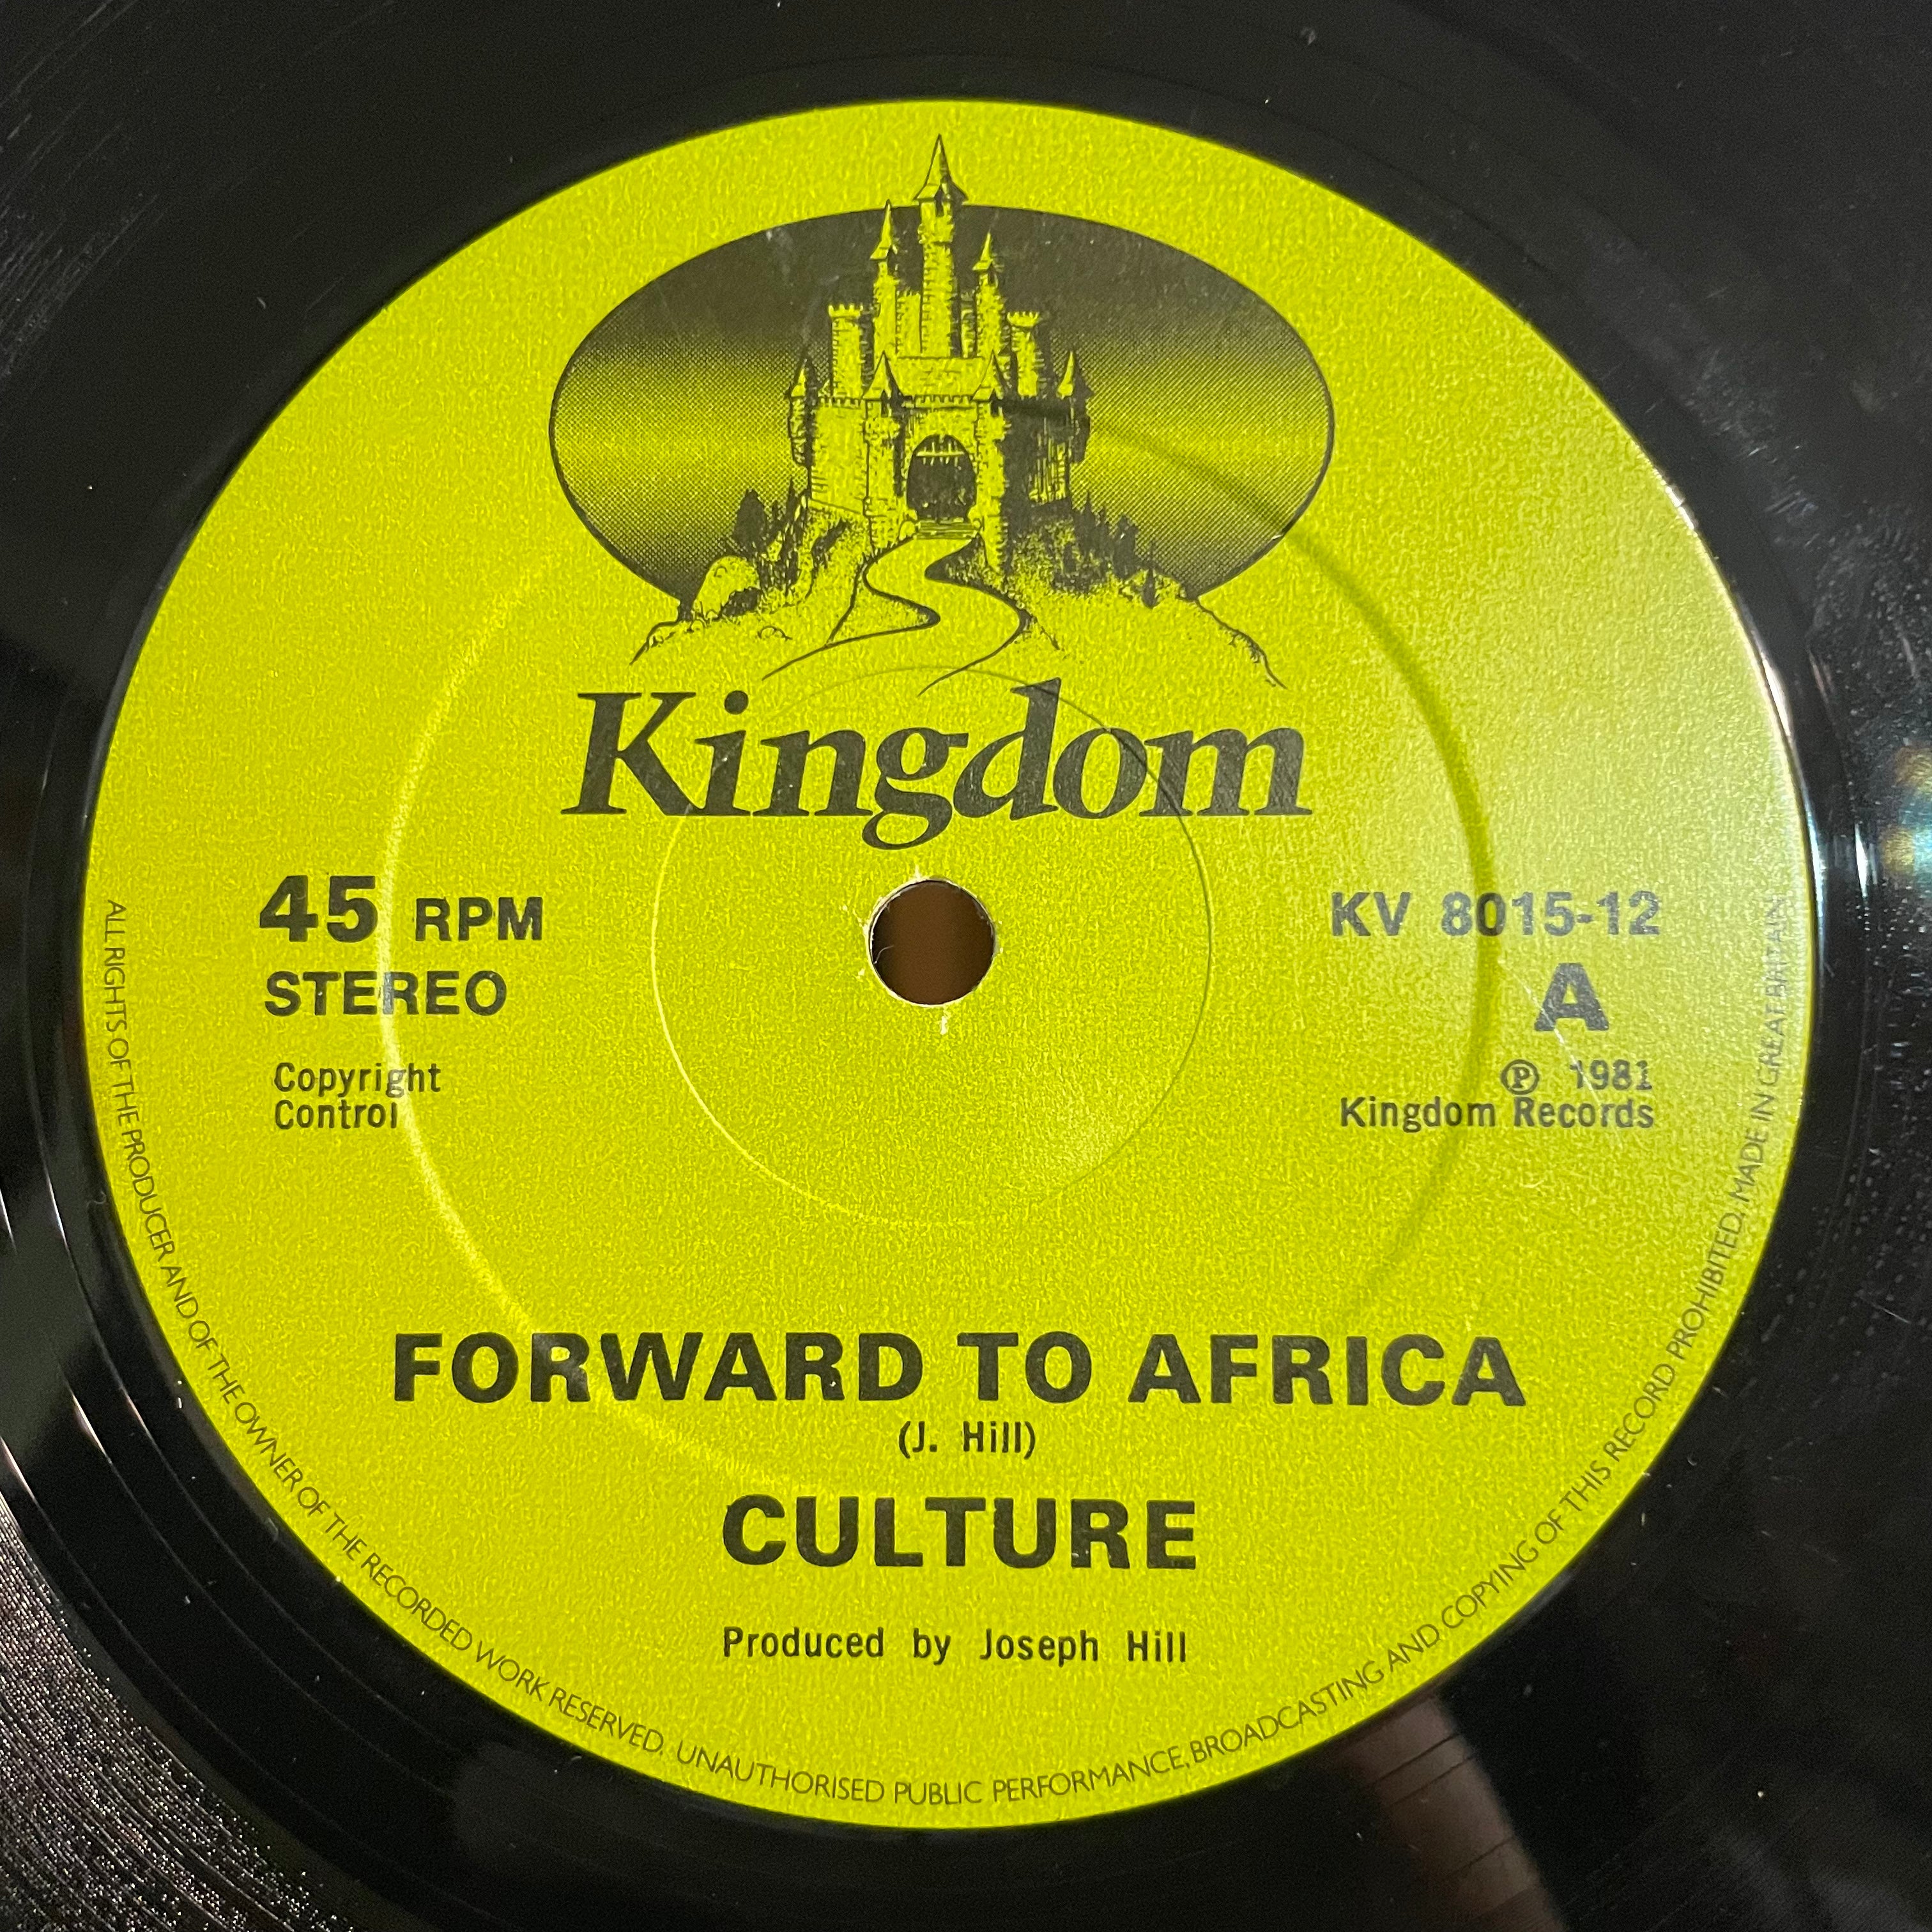 Kingdom
45 RPM
STEREO
Copyright
Control
KV 8015-12
A
℗ 1981
Kingdom Records
FORWARD TO AFRICA
(J. Hill)
CULTURE
Produced by Joseph Hill
ALL RIGHTS OF THE PRODUCER AND OF THE OWNER OF THE RECORDED WORK RESERVED. UNAUTHORISED PUBLIC PERFORMANCE, BROADCASTING AND COPYING OF THIS RECORD PROHIBITED. MADE IN GREAT BRITAIN